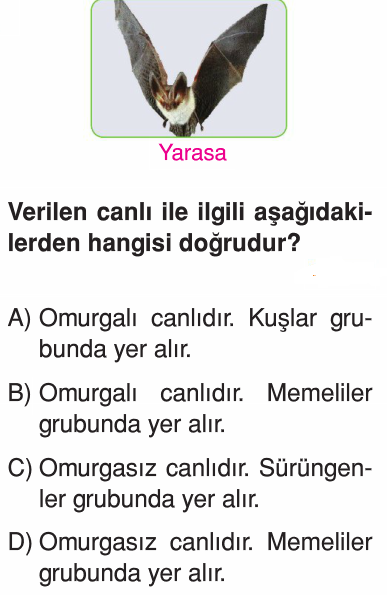 Yarasa
Verilen canlı ile ilgili aşağıdaki-
lerden hangisi doğrudur?
A) Omurgalı canlıdır. Kuşlar gru-
bunda yer alır.
B) Omurgalı canlıdır. Memeliler
grubunda yer alır.
C) Omurgasız canlıdır. Sürüngen-
ler grubunda yer alır.
D) Omurgasız canlıdır. Memeliler
grubunda yer alır.